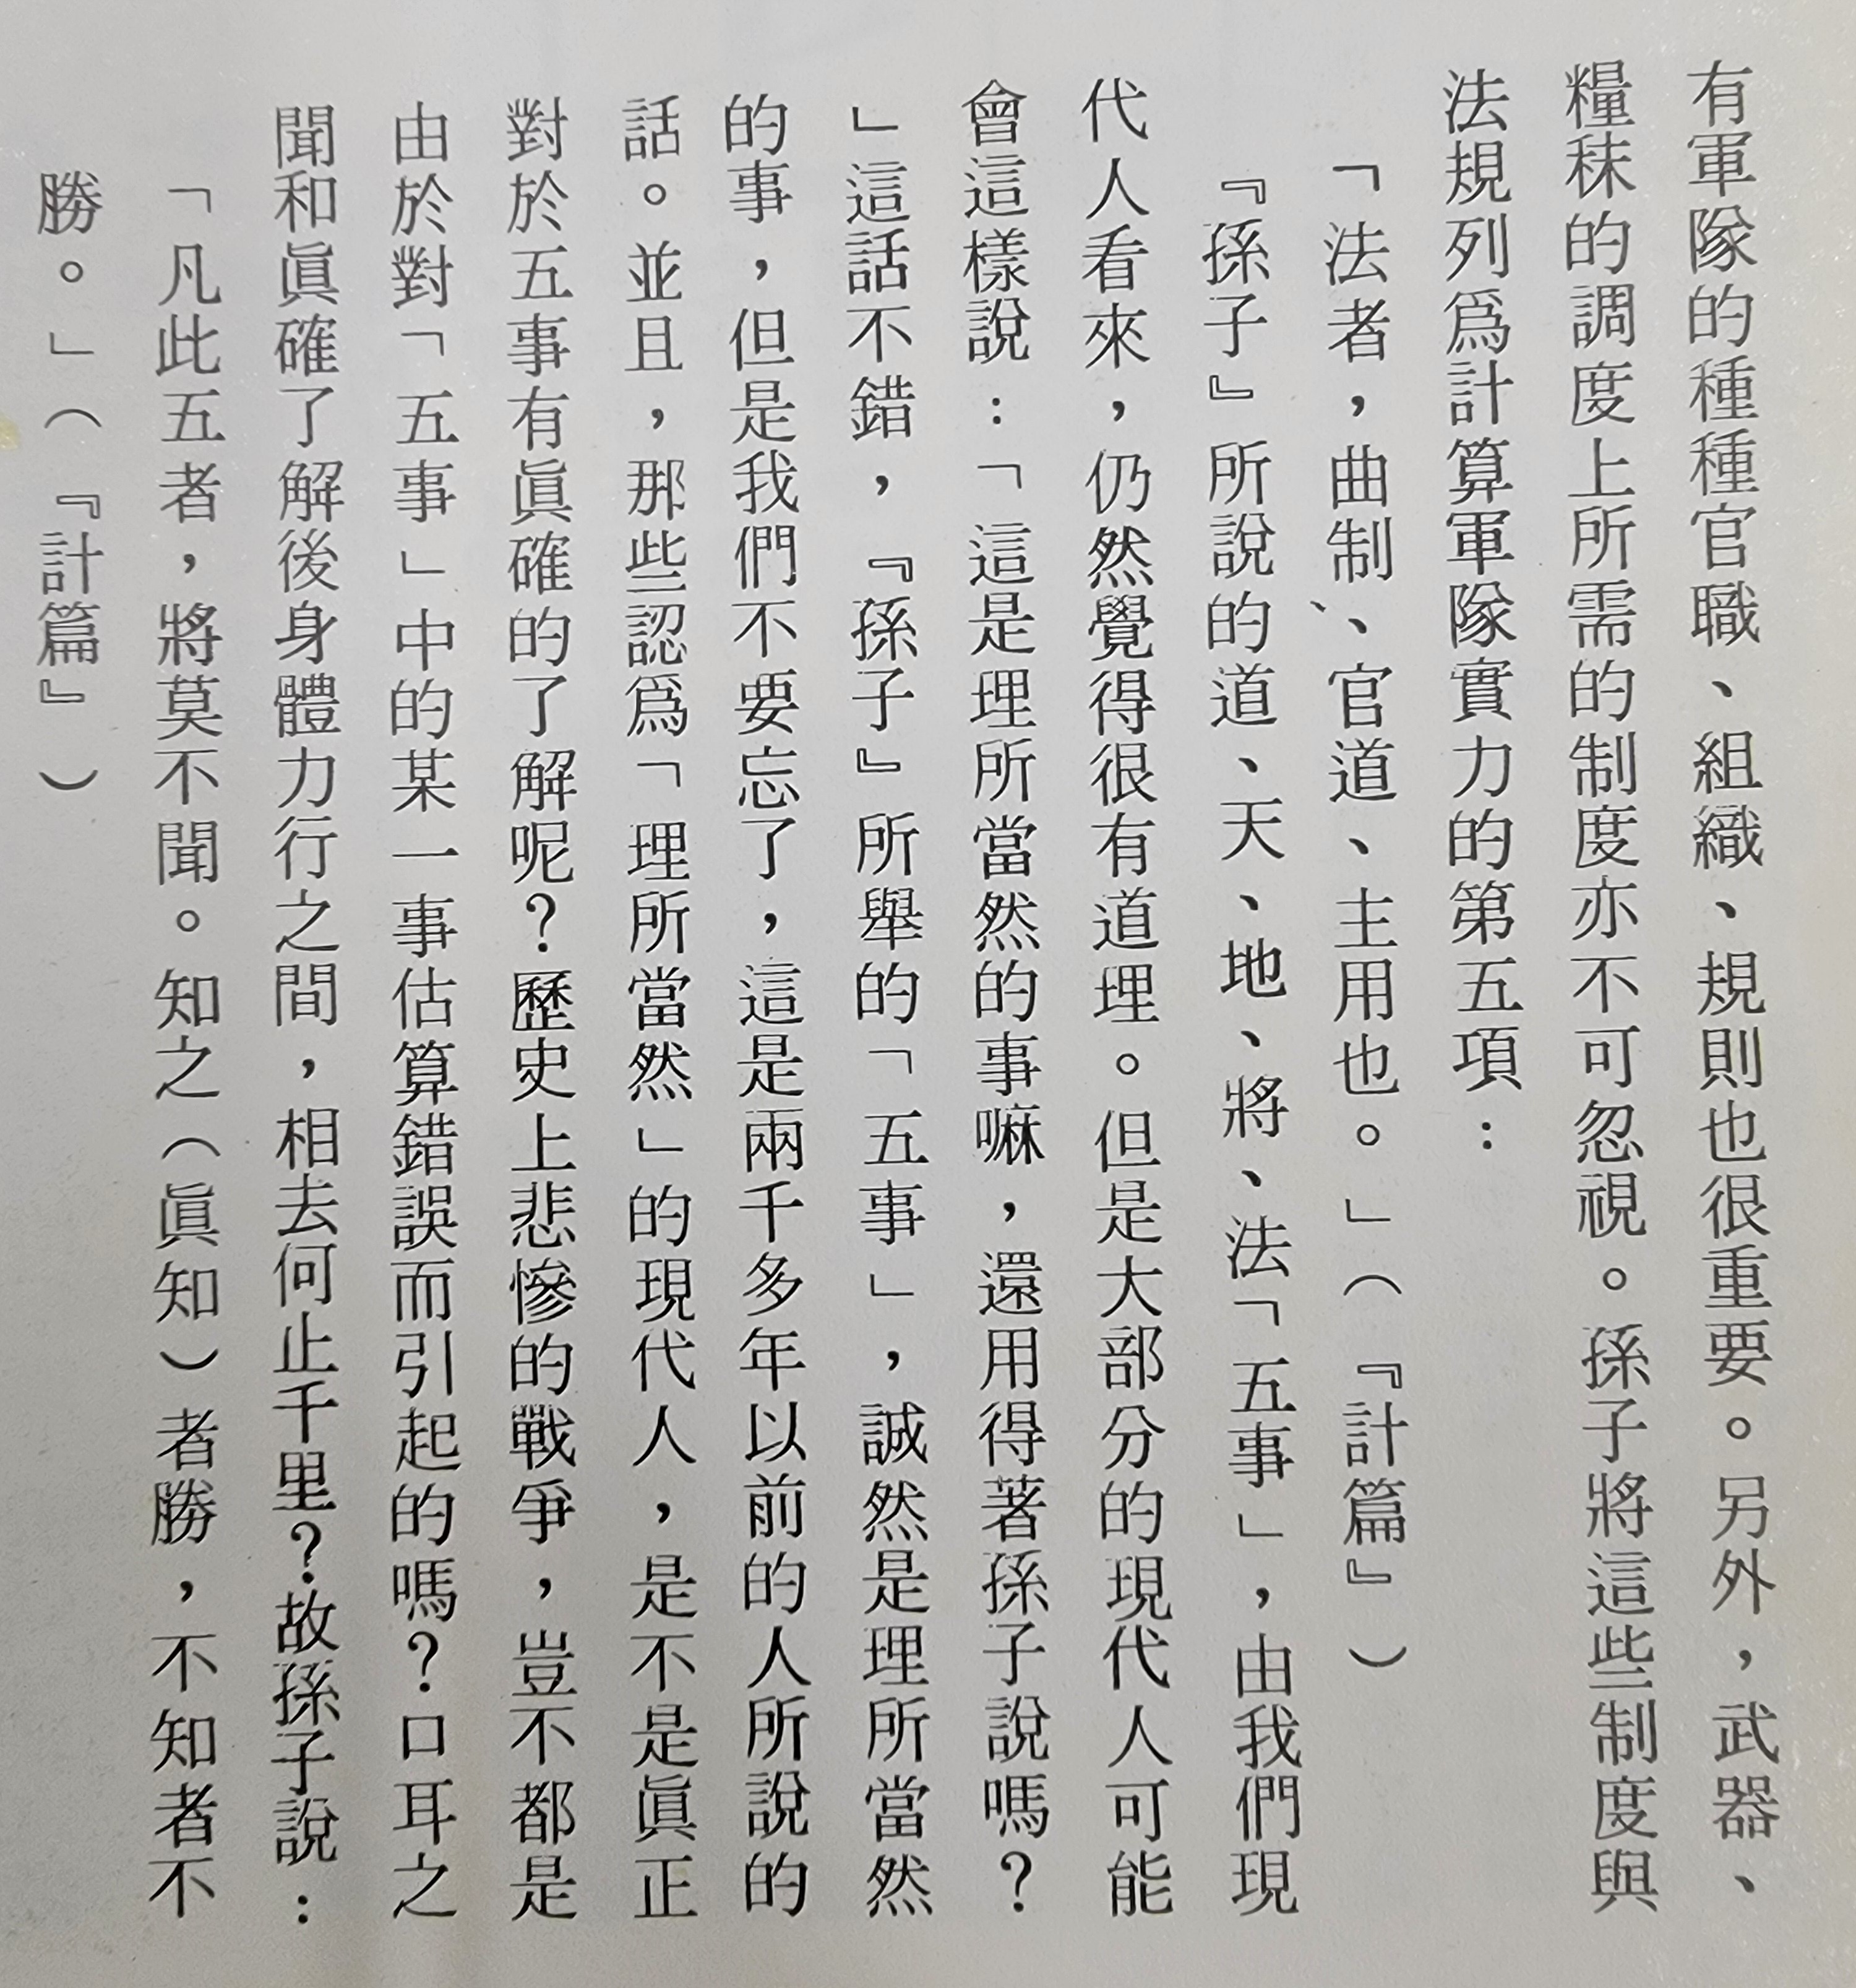 有軍隊的種種官職、組織、規則也很重要。另外，武器、
糧秣的調度上所需的制度亦不可忽視。孫子將這些制度與
法規列爲計算軍隊實力的第五項：
「法者，曲制、官道、主用也。」（『計篇』）
『孫子』所說的道、天、地、將、法「五事」，由我們現
代人看來，仍然覺得很有道理。但是大部分的現代人可能
會這樣說：「這是理所當然的事嘛，還用得著孫子說嗎？
」這話不錯，『孫子』所舉的「五事」，誠然是理所當然
的事，但是我們不要忘了，這是兩千多年以前的人所說的
話。並且，那些認爲「理所當然」的現代人，是不是眞正
對於五事有眞確的了解呢？歷史上悲慘的戰爭，豈不都是
由於對「五事」中的某一事估算錯誤而引起的嗎？口耳之
聞和眞確了解後身體力行之間，相去何止千里？故孫子說：
「凡此五者，將莫不聞。知之（眞知）者勝，不知者不
勝。」（『計篇』）